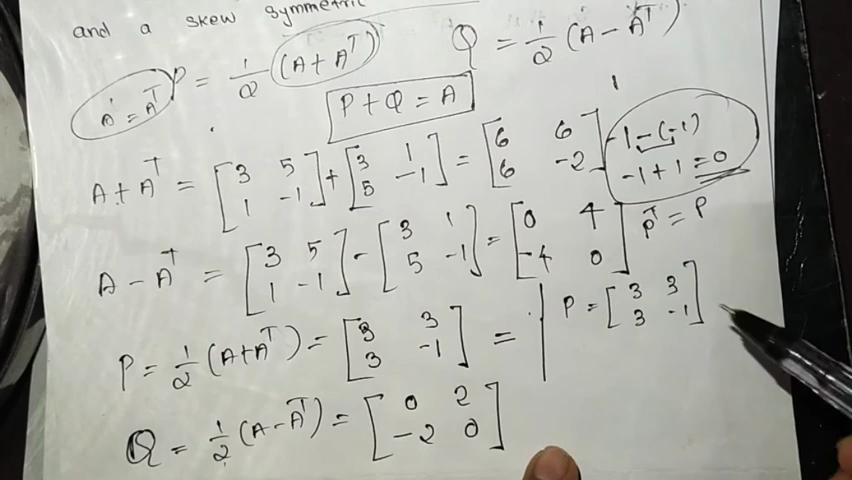 and a skew symmetric
A' = Aᵀ P = 1/2 (A + Aᵀ) Q = 1/2 (A - Aᵀ)
P + Q = A
A + Aᵀ = [3 5; 1 -1] + [3 1; 5 -1] = [6 6; 6 -2] -1 - (-1)
-1 + 1 = 0
A - Aᵀ = [3 5; 1 -1] - [3 1; 5 -1] = [0 4; -4 0] Pᵀ = P
P = 1/2 (A + Aᵀ) = [3 3; 3 -1] = P = [3 3; 3 -1]
Q = 1/2 (A - Aᵀ) = [0 2; -2 0]